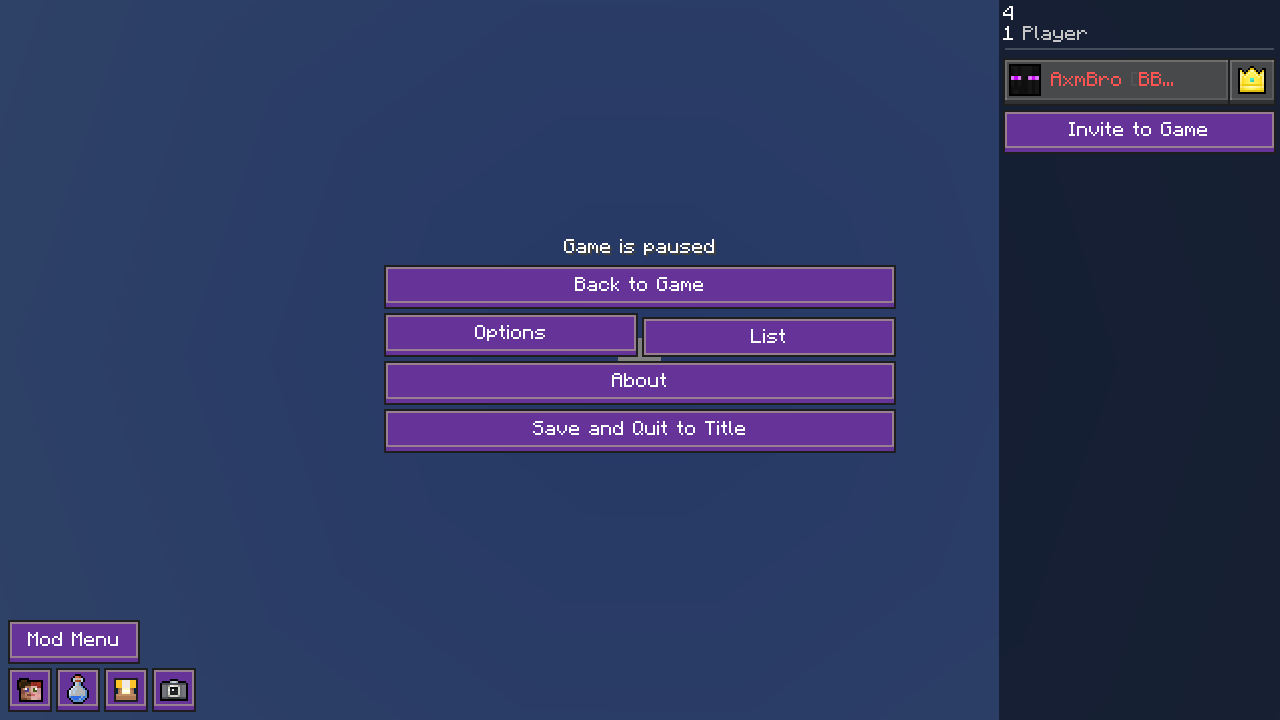 4
1 Player
AxmBro BB...
Invite to Game
Game is paused
Back to Game
Options
List
About
Save and Quit to Title
Mod Menu